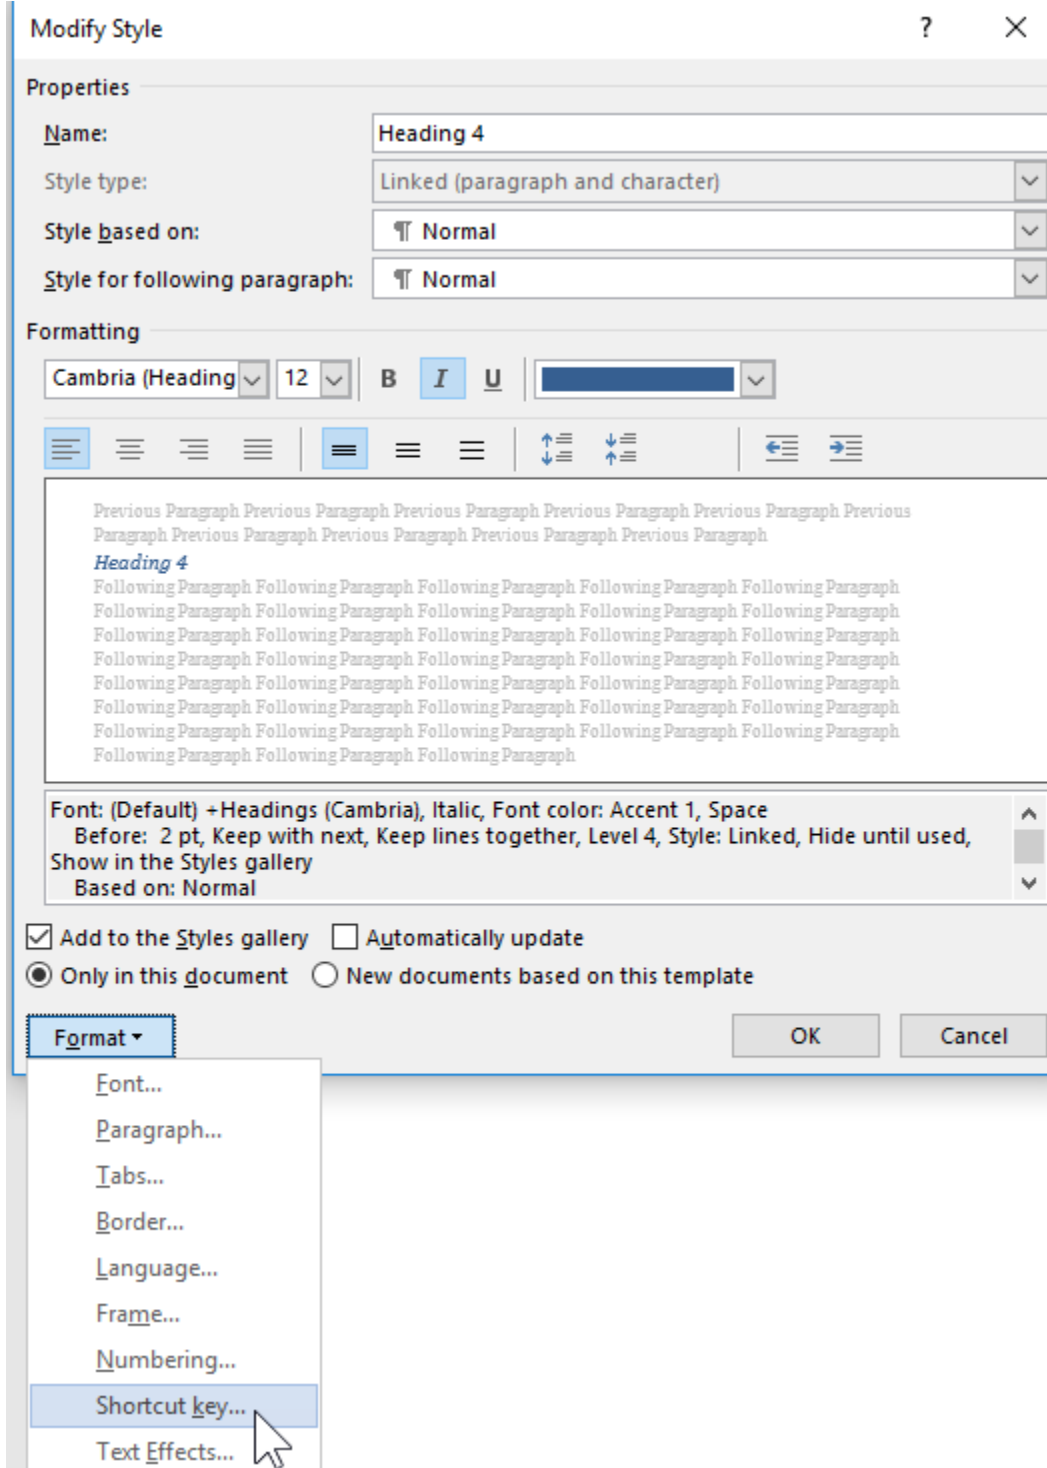 Modify Style ?
Properties
Name: Heading 4
Style type: Linked (paragraph and character)
Style based on: ¶ Normal
Style for following paragraph: ¶ Normal
Formatting
Cambria (Heading 12 B I U
Previous Paragraph Previous Paragraph Previous Paragraph Previous Paragraph Previous Paragraph Previous
Paragraph Previous Paragraph Previous Paragraph Previous Paragraph Previous Paragraph
Heading 4
Following Paragraph Following Paragraph Following Paragraph Following Paragraph Following Paragraph
Following Paragraph Following Paragraph Following Paragraph Following Paragraph Following Paragraph
Following Paragraph Following Paragraph Following Paragraph Following Paragraph Following Paragraph
Following Paragraph Following Paragraph Following Paragraph Following Paragraph Following Paragraph
Following Paragraph Following Paragraph Following Paragraph Following Paragraph Following Paragraph
Following Paragraph Following Paragraph Following Paragraph Following Paragraph Following Paragraph
Following Paragraph Following Paragraph Following Paragraph Following Paragraph Following Paragraph
Following Paragraph Following Paragraph Following Paragraph
Font: (Default) +Headings (Cambria), Italic, Font color: Accent 1, Space
Before: 2 pt, Keep with next, Keep lines together, Level 4, Style: Linked, Hide until used,
Show in the Styles gallery
Based on: Normal
Add to the Styles gallery Automatically update
Only in this document New documents based on this template
Format OK Cancel
Font...
Paragraph...
Tabs...
Border...
Language...
Frame...
Numbering...
Shortcut key...
Text Effects...